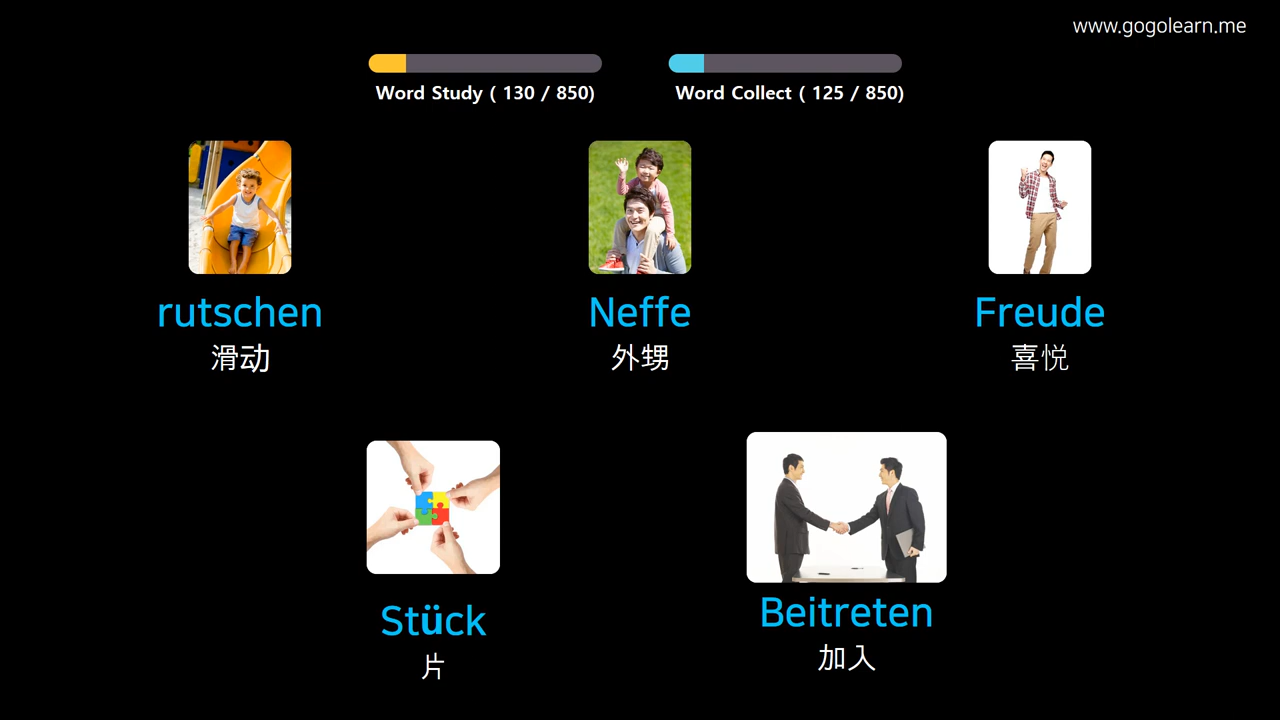 www.gogolearn.me
Word Study ( 130 / 850)
Word Collect ( 125 / 850)
rutschen
滑动
Neffe
外甥
Freude
喜悦
Stück
片
Beitreten
加入